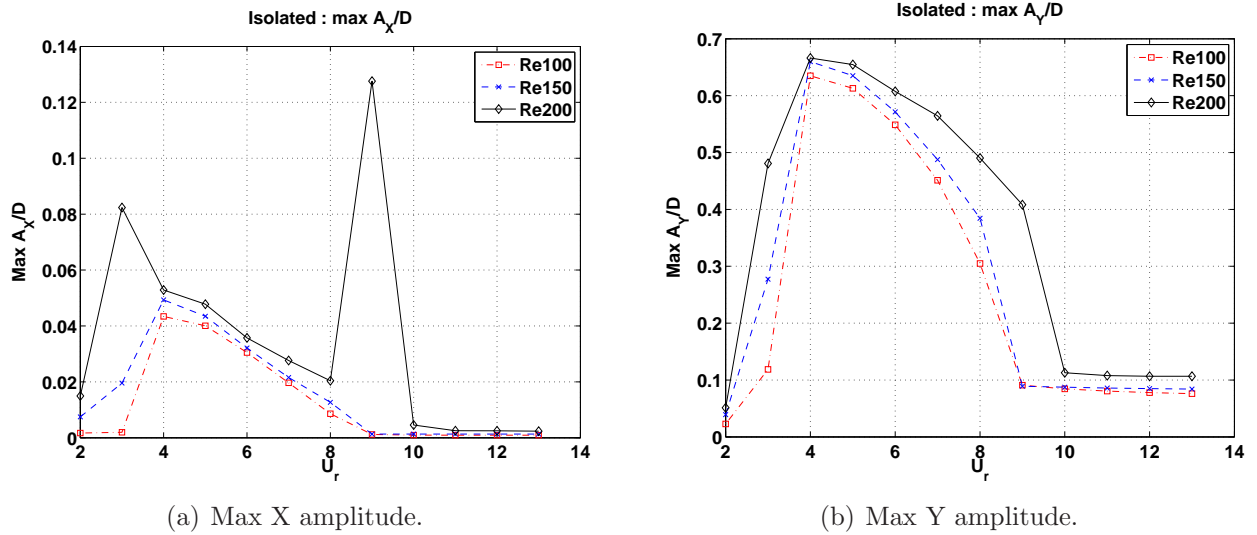 Isolated : max A_X/D
0.14
0.12
0.1
0.08
0.06
0.04
0.02
0
Max A_X/D
2 4 6 8 10 12 14
U_r
Re100
Re150
Re200
(a) Max X amplitude.
Isolated : max A_Y/D
0.7
0.6
0.5
0.4
0.3
0.2
0.1
0
Max A_Y/D
2 4 6 8 10 12 14
U_r
Re100
Re150
Re200
(b) Max Y amplitude.